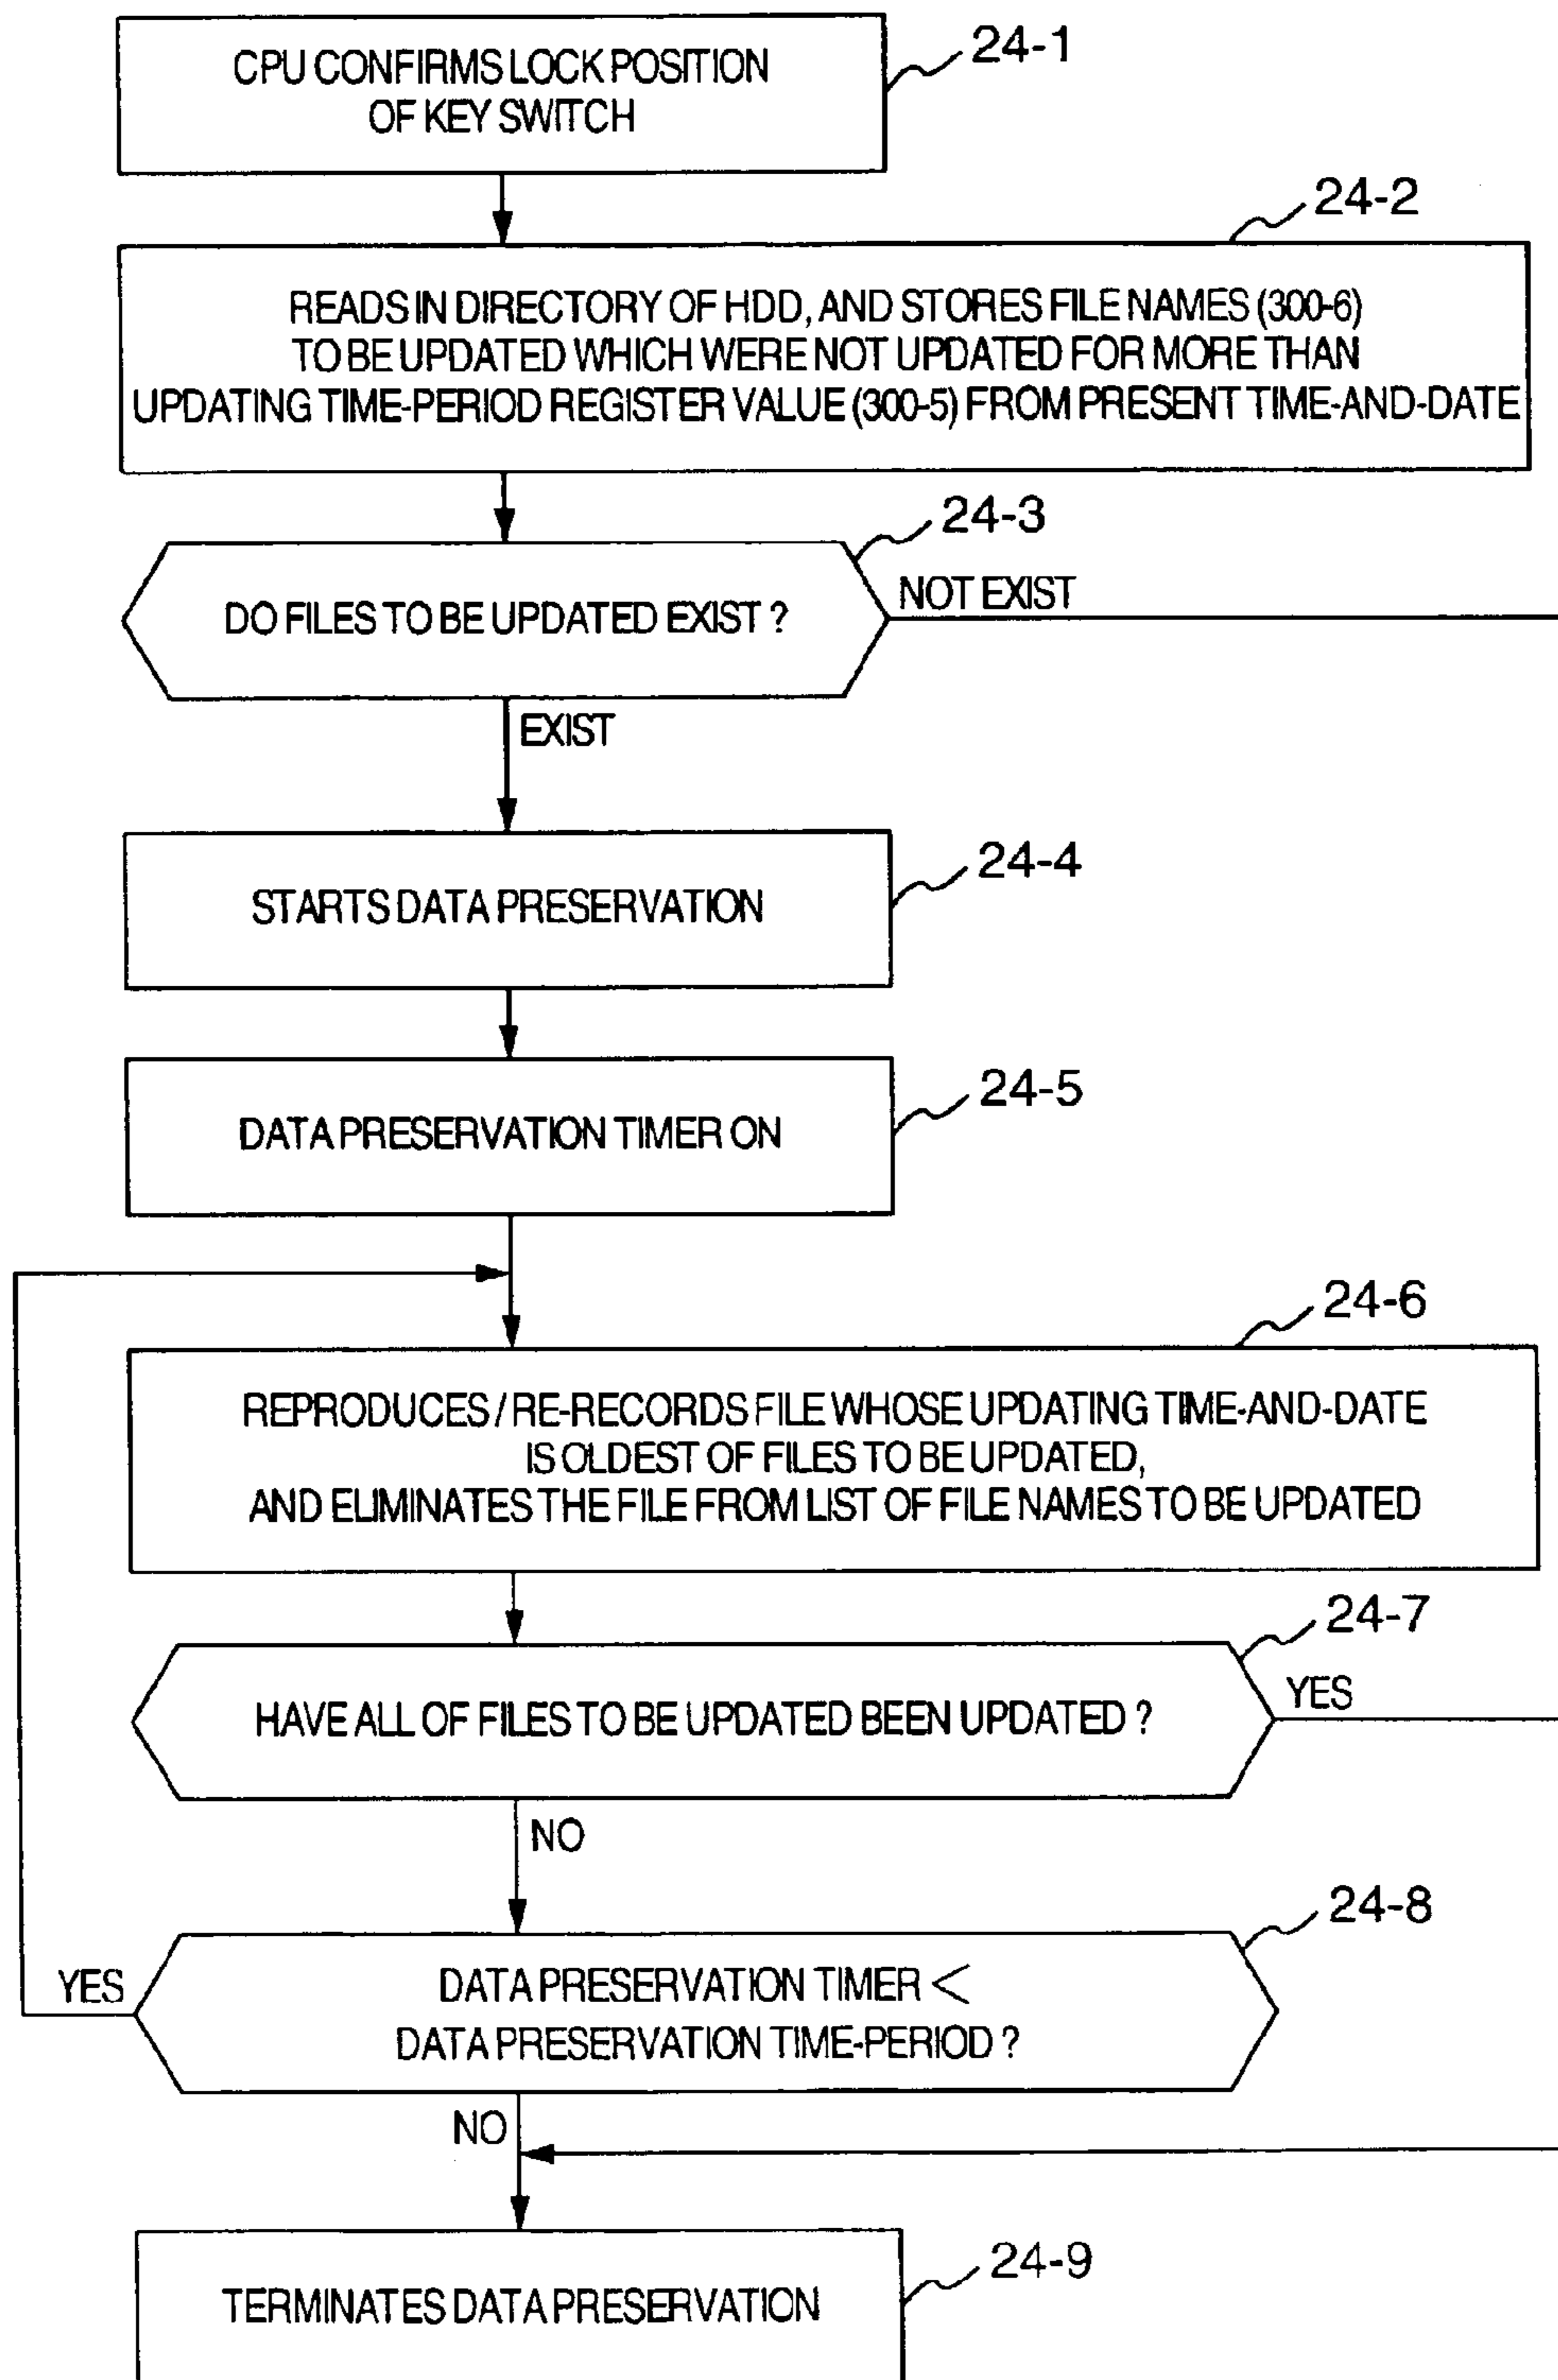 24-1
CPU CONFIRMS LOCK POSITION
OF KEY SWITCH
24-2
READS IN DIRECTORY OF HDD, AND STORES FILE NAMES (300-6)
TO BE UPDATED WHICH WERE NOT UPDATED FOR MORE THAN
UPDATING TIME-PERIOD REGISTER VALUE (300-5) FROM PRESENT TIME-AND-DATE
24-3
NOT EXIST
DO FILES TO BE UPDATED EXIST ?
EXIST
24-4
STARTS DATA PRESERVATION
24-5
DATA PRESERVATION TIMER ON
24-6
REPRODUCES / RE-RECORDS FILE WHOSE UPDATING TIME-AND-DATE
IS OLDEST OF FILES TO BE UPDATED,
AND ELIMINATES THE FILE FROM LIST OF FILE NAMES TO BE UPDATED
24-7
YES
HAVE ALL OF FILES TO BE UPDATED BEEN UPDATED ?
NO
24-8
YES
DATA PRESERVATION TIMER <
DATA PRESERVATION TIME-PERIOD ?
NO
24-9
TERMINATES DATA PRESERVATION